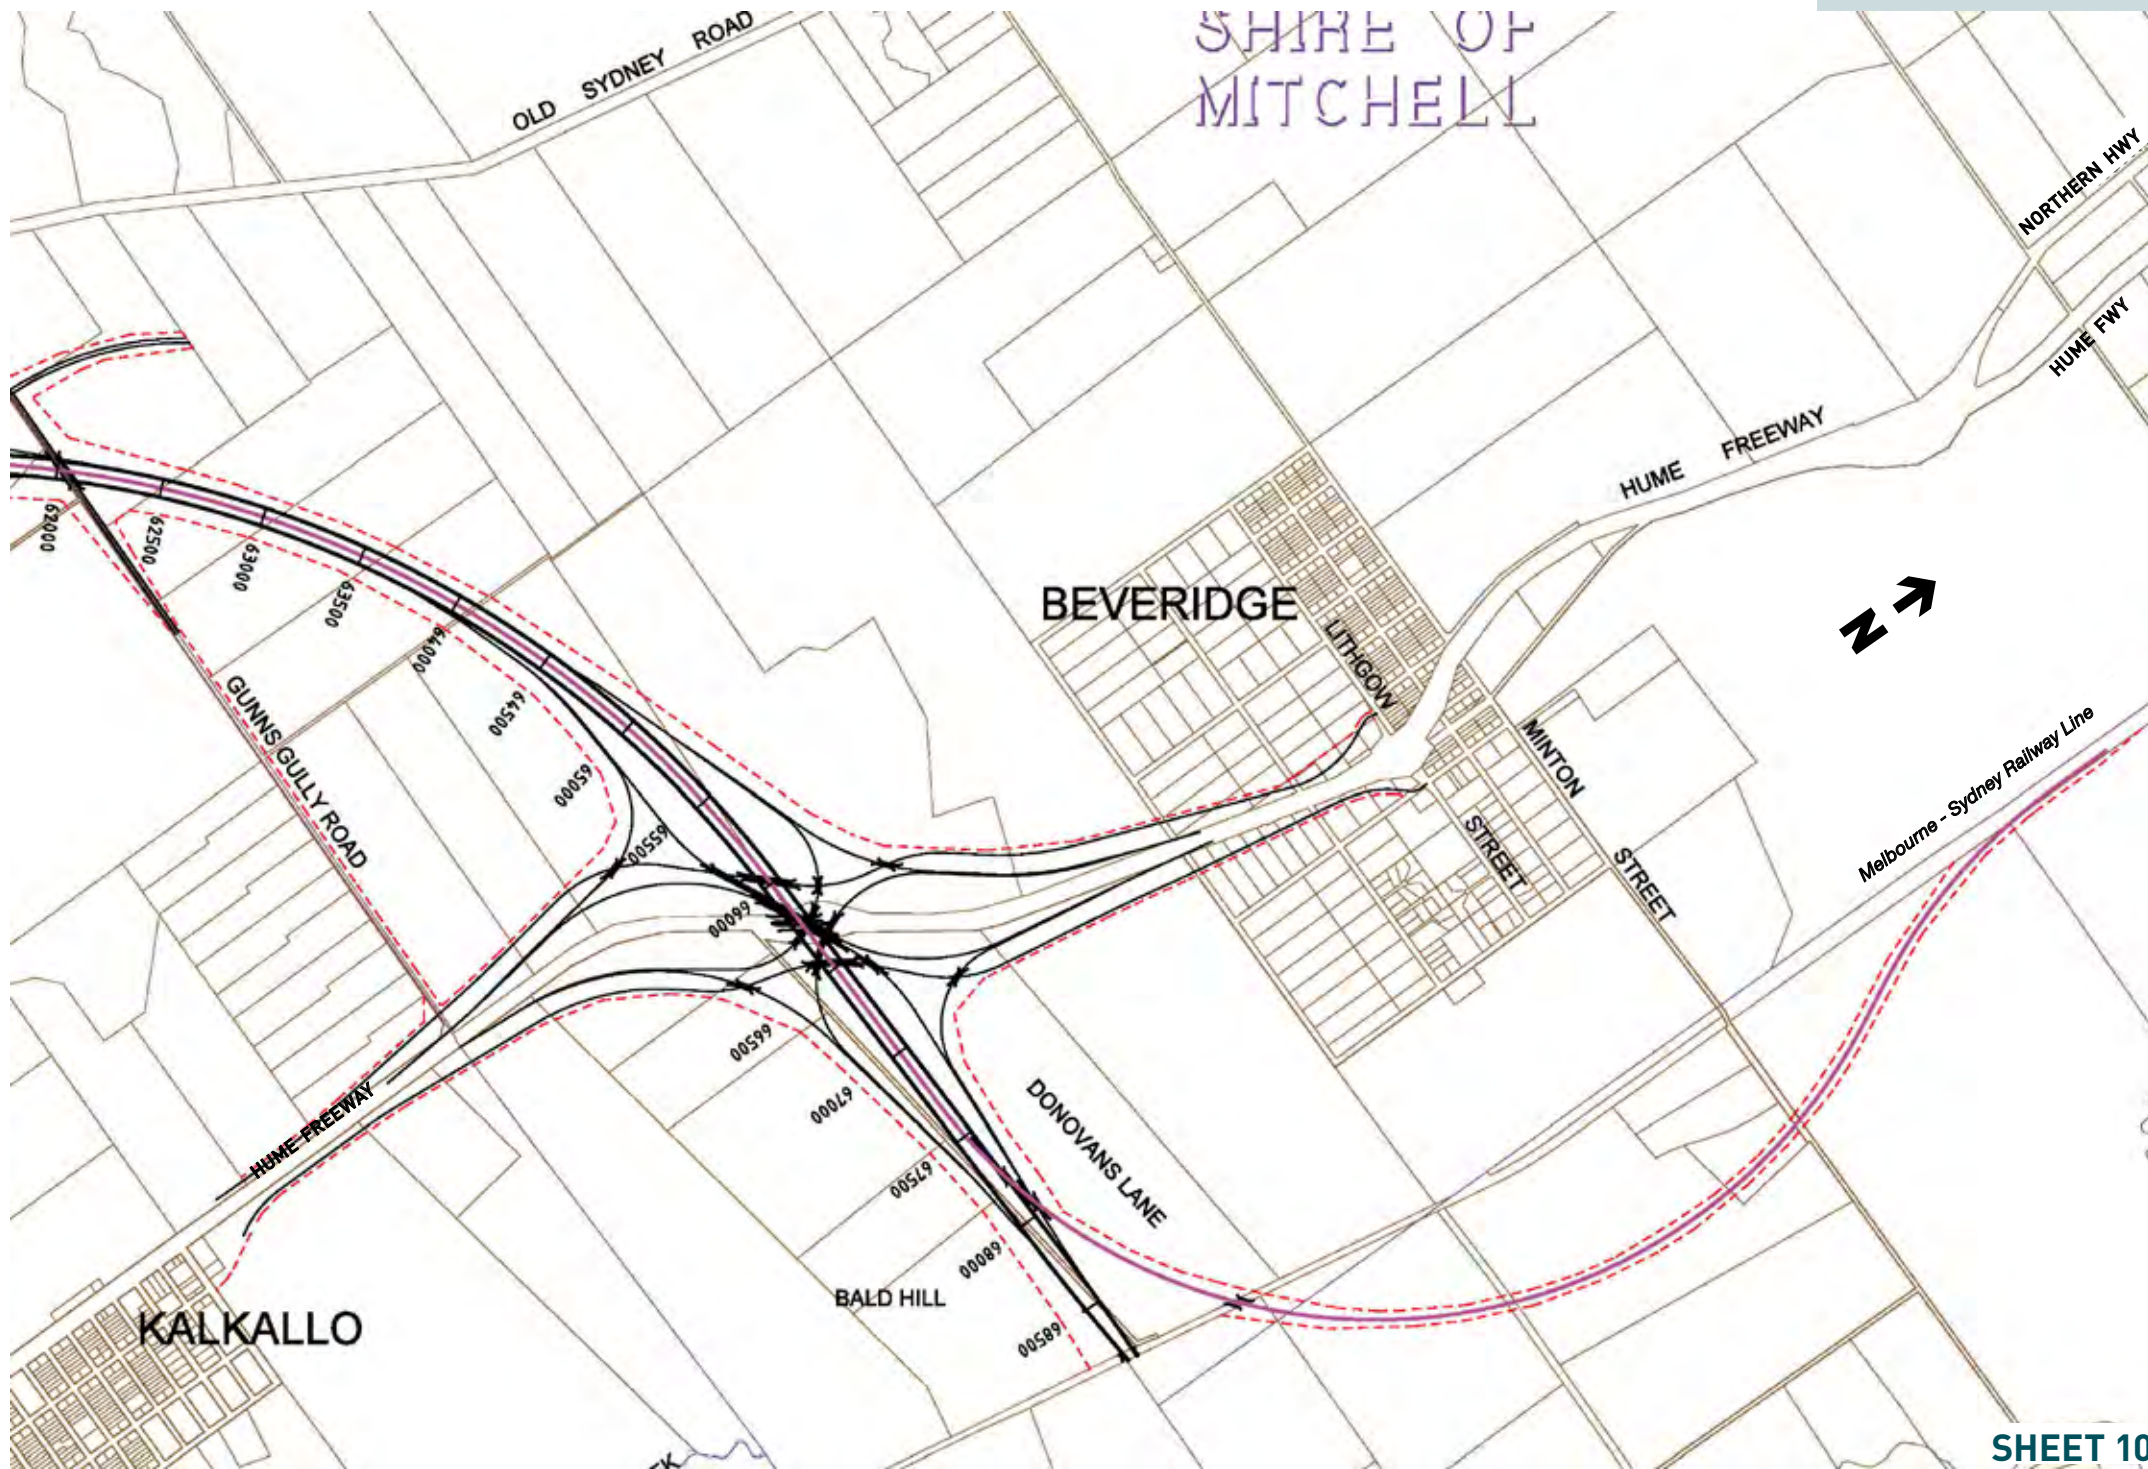 SHIRE OF
MITCHELL
OLD SYDNEY ROAD
NORTHERN HWY
HUME FWY
HUME FREEWAY
BEVERIDGE
LITHGOW
STREET
MINTON
STREET
N
Melbourne - Sydney Railway Line
62000
62500
63000
63500
64000
64500
65000
65500
66000
66500
67000
67500
68000
68500
GUNNS GULLY ROAD
HUME FREEWAY
DONOVANS LANE
BALD HILL
KALKALLO
SHEET 10